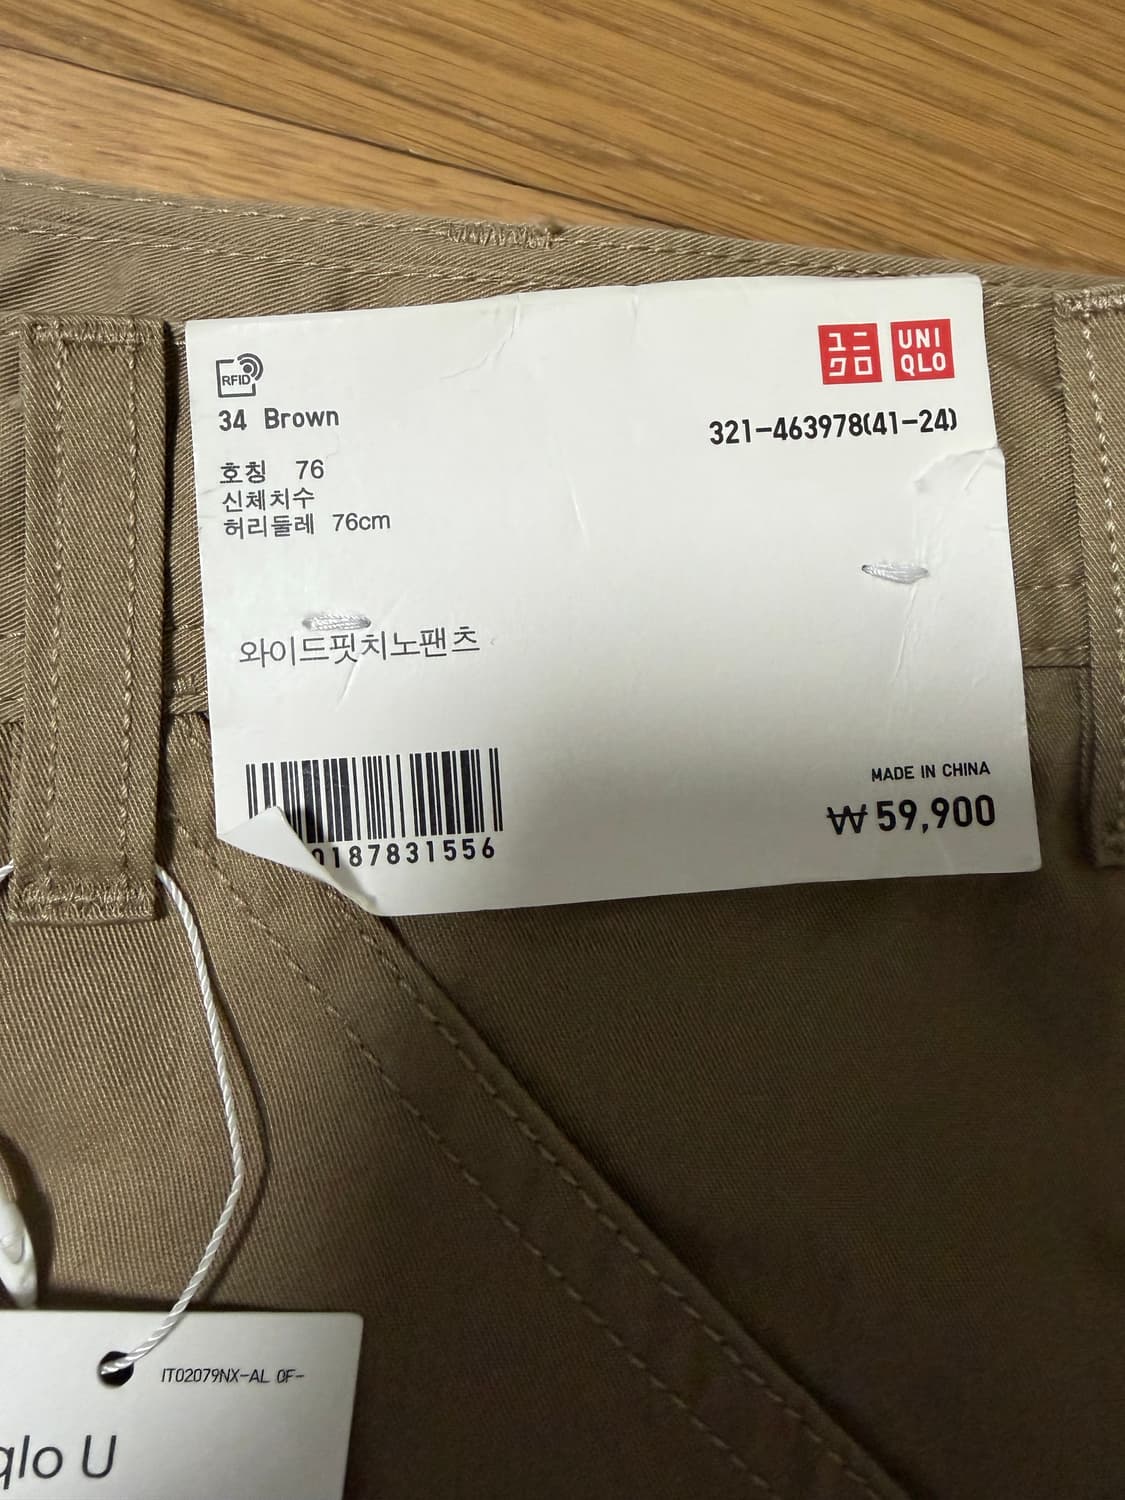 RFID
ユニクロ
UNIQLO
34 Brown
321-463978(41-24)
호칭 76
신체치수
허리둘레 76cm
와이드핏치노팬츠
MADE IN CHINA
₩59,900
0187831556
IT02079NX-AL OF-
qlo U